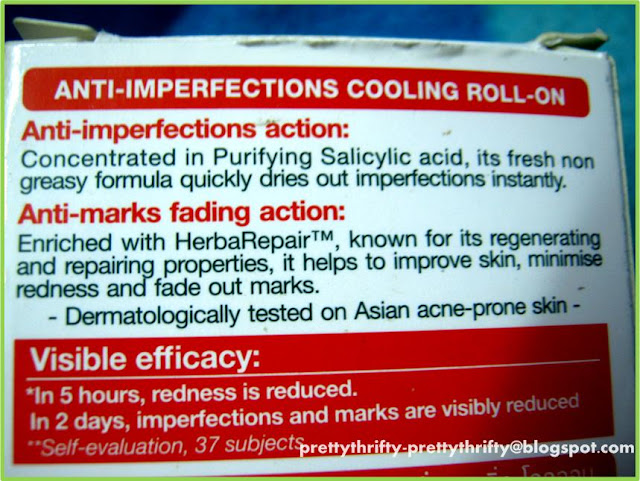 ANTI-IMPERFECTIONS COOLING ROLL-ON
Anti-imperfections action:
Concentrated in Purifying Salicylic acid, its fresh non
greasy formula quickly dries out imperfections instantly.
Anti-marks fading action:
Enriched with HerbaRepair™, known for its regenerating
and repairing properties, it helps to improve skin, minimise
redness and fade out marks.
- Dermatologically tested on Asian acne-prone skin -
Visible efficacy:
*In 5 hours, redness is reduced.
In 2 days, imperfections and marks are visibly reduced
**Self-evaluation, 37 subjects
prettythrifty-prettythrifty@blogspot.com